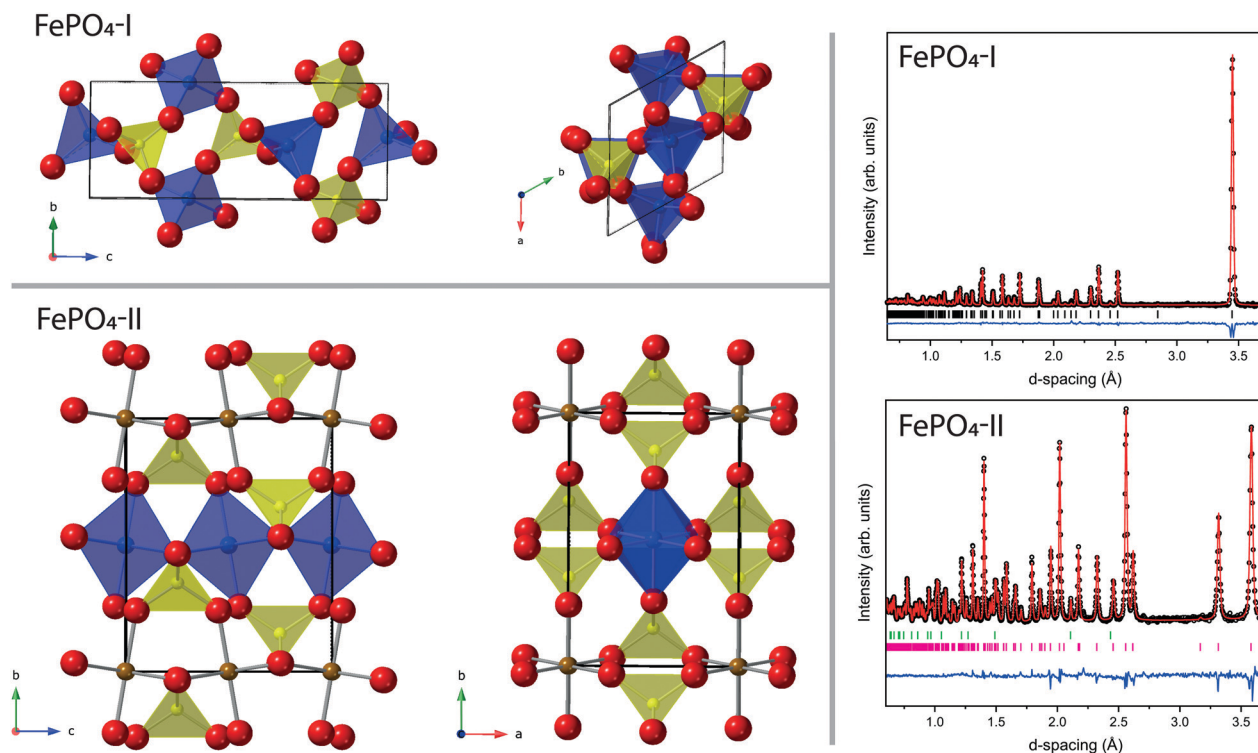 FePO₄-I
b
c
b
a
FePO₄-II
b
c
b
a
FePO₄-I
Intensity (arb. units)
1.0 1.5 2.0 2.5 3.0 3.5
d-spacing (Å)
FePO₄-II
Intensity (arb. units)
1.0 1.5 2.0 2.5 3.0 3.5
d-spacing (Å)